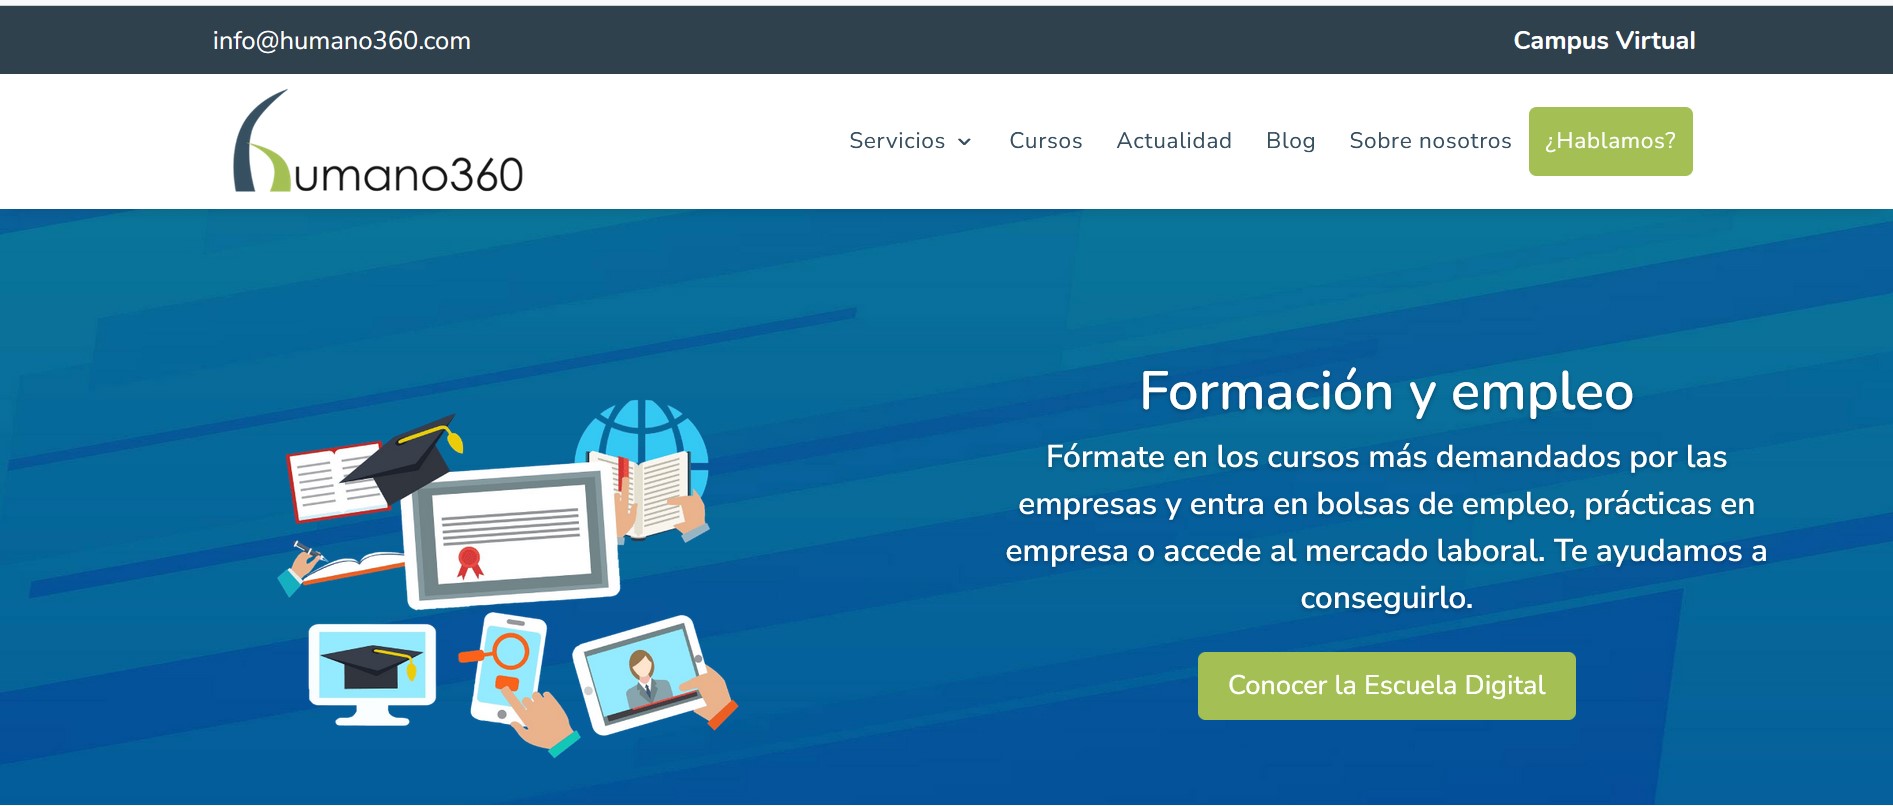 info@humano360.com
Campus Virtual
humano360
Servicios
Cursos
Actualidad
Blog
Sobre nosotros
¿Hablamos?
Formación y empleo
Fórmate en los cursos más demandados por las
empresas y entra en bolsas de empleo, prácticas en
empresa o accede al mercado laboral. Te ayudamos a
conseguirlo.
Conocer la Escuela Digital